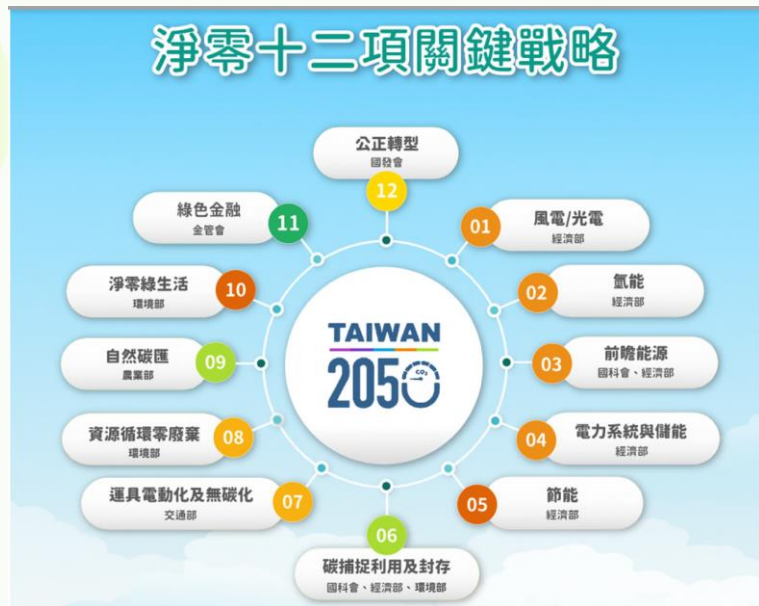 淨零十二項關鍵戰略
12
公正轉型
國發會
01
風電/光電
經濟部
02
氫能
經濟部
03
前瞻能源
國科會、經濟部
04
電力系統與儲能
經濟部
05
節能
經濟部
06
碳捕捉利用及封存
國科會、經濟部、環境部
07
運具電動化及無碳化
交通部
08
資源循環零廢棄
環境部
09
自然碳匯
農業部
10
淨零綠生活
環境部
11
綠色金融
金管會
TAIWAN
2050
CO₂